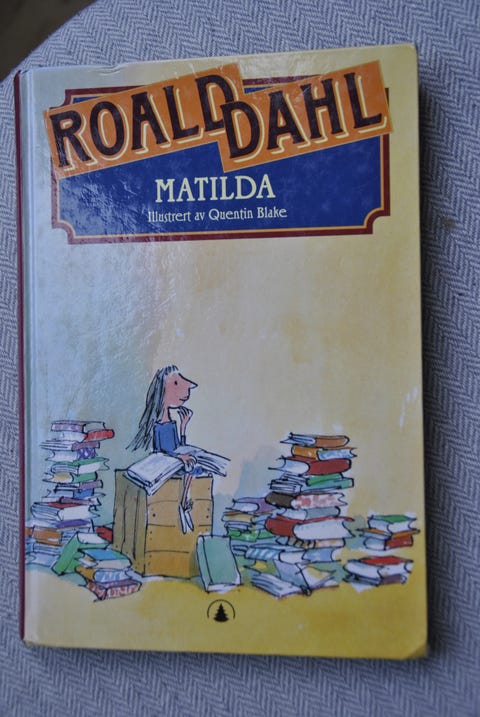 ROALD DAHL
MATILDA
Illustrert av Quentin Blake